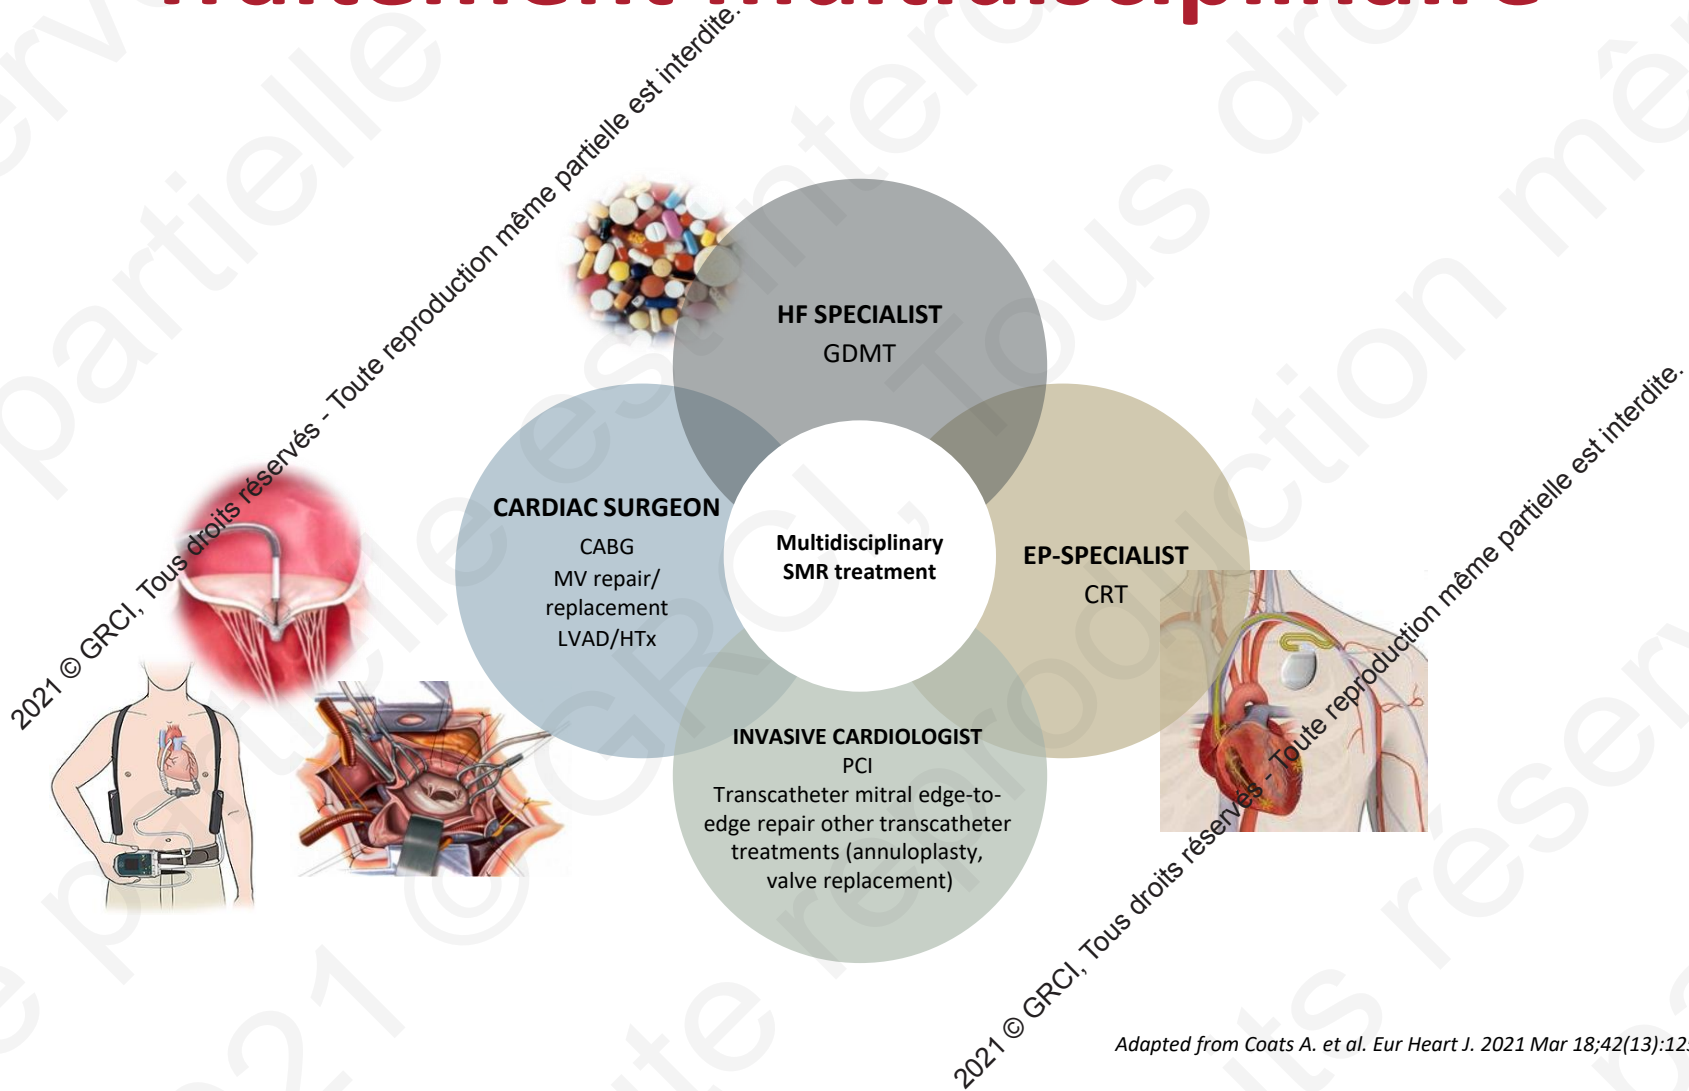 Traitement multidisciplinaire
HF SPECIALIST
GDMT
CARDIAC SURGEON
CABG
MV repair/
replacement
LVAD/HTx
Multidisciplinary
SMR treatment
EP-SPECIALIST
CRT
INVASIVE CARDIOLOGIST
PCI
Transcatheter mitral edge-to-
edge repair other transcatheter
treatments (annuloplasty,
valve replacement)
2021 © GRCI, Tous droits réservés - Toute reproduction même partielle est interdite.
2021 © GRCI, Tous droits réservés - Toute reproduction même partielle est interdite.
Adapted from Coats A. et al. Eur Heart J. 2021 Mar 18;42(13):12